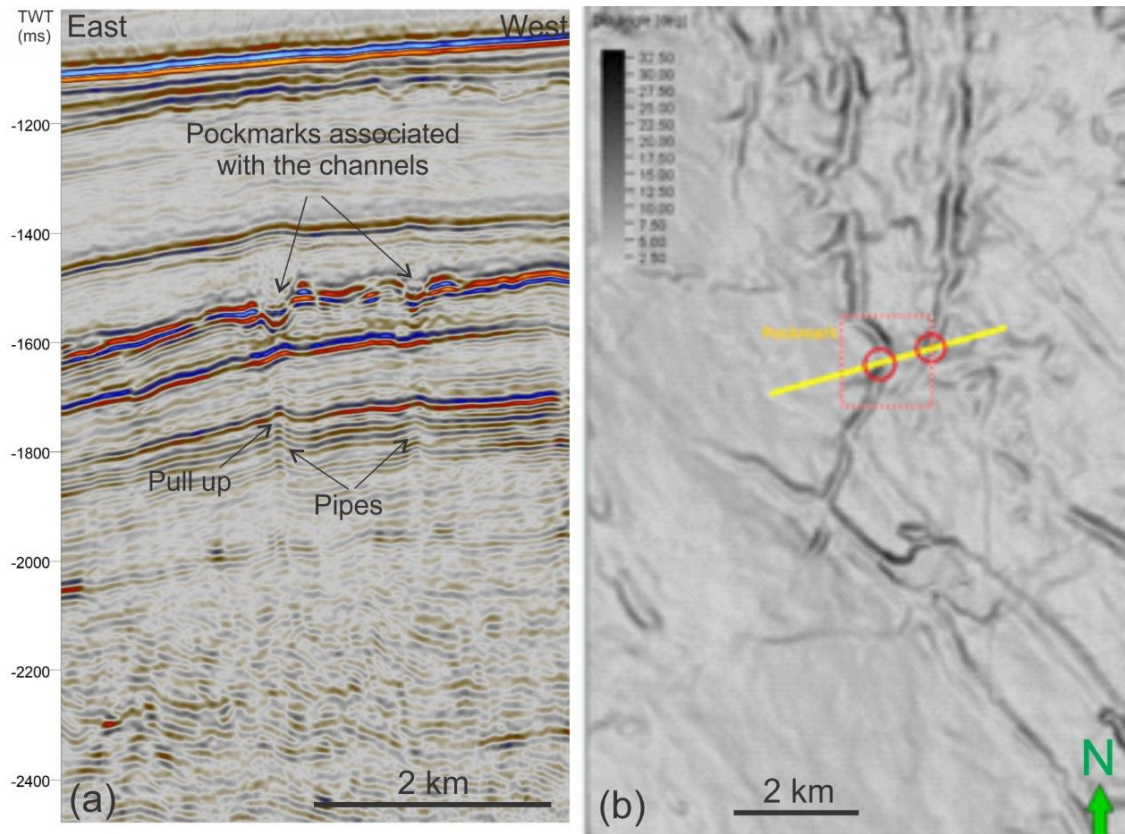 TWT
(ms)
East
West
-1200
Pockmarks associated
with the channels
-1400
-1600
-1800
Pull up
Pipes
-2000
-2200
-2400
(a)
2 km
32.50
30.00
27.50
25.00
22.50
20.00
17.50
15.00
12.50
10.00
7.50
5.00
2.50
Pockmark
(b)
2 km
N